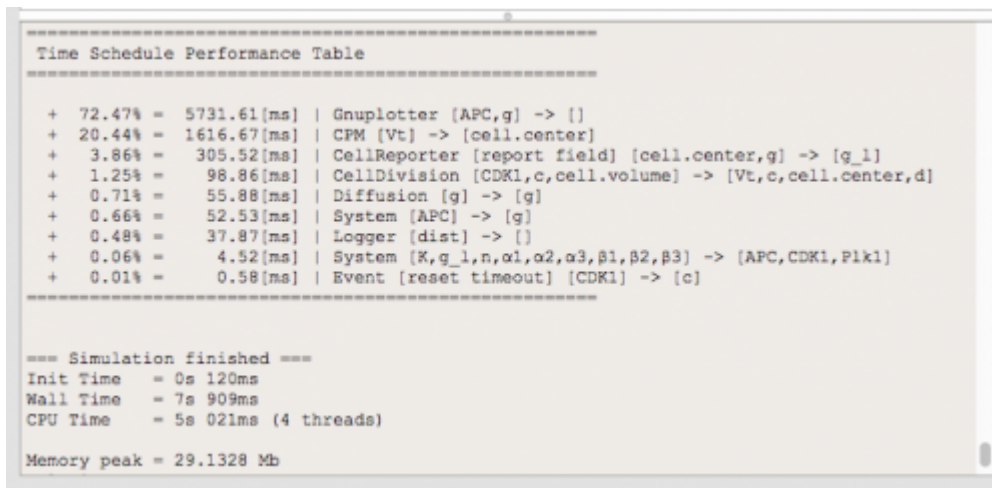 ======================================================
Time Schedule Performance Table
======================================================
+ 72.47% = 5731.61[ms] | Gnuplotter [APC,g] -> []
+ 20.44% = 1616.67[ms] | CPM [Vt] -> [cell.center]
+ 3.86% = 305.52[ms] | CellReporter [report field] [cell.center,g] -> [g_l]
+ 1.25% = 98.86[ms] | CellDivision [CDK1,c,cell.volume] -> [Vt,c,cell.center,d]
+ 0.71% = 55.88[ms] | Diffusion [g] -> [g]
+ 0.66% = 52.53[ms] | System [APC] -> [g]
+ 0.48% = 37.87[ms] | Logger [dist] -> []
+ 0.06% = 4.52[ms] | System [K,g_l,n,α1,α2,α3,β1,β2,β3] -> [APC,CDK1,Plk1]
+ 0.01% = 0.58[ms] | Event [reset timeout] [CDK1] -> [c]
======================================================
=== Simulation finished ===
Init Time = 0s 120ms
Wall Time = 7s 909ms
CPU Time = 5s 021ms (4 threads)
Memory peak = 29.1328 Mb